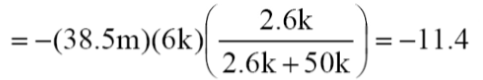 = −(38.5m)(6k)(2.6k / (2.6k + 50k)) = −11.4